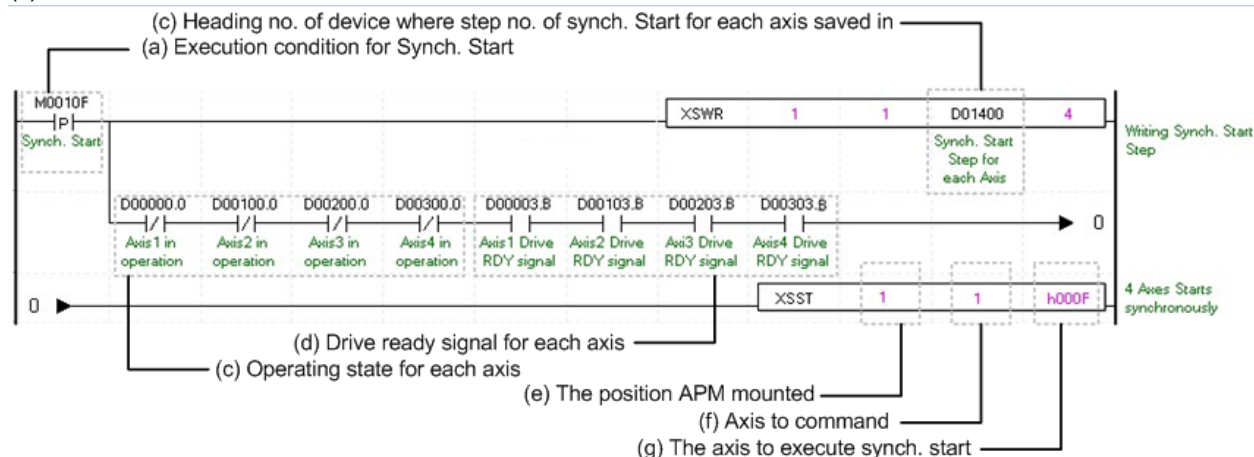 (c) Heading no. of device where step no. of synch. Start for each axis saved in
(a) Execution condition for Synch. Start
M0010F
P
Synch. Start
XSWR 1 1 D01400 4
Synch. Start
Step for
each Axis
Writing Synch. Start
Step
D00000.0 D00100.0 D02200.0 D00300.0 D00003.B D00103.B D00203.B D00303.B
Axis1 in Axis2 in Axis3 in Axis4 in Axis1 Drive Axis2 Drive Axi3 Drive Axis4 Drive
operation operation operation operation RDY signal RDY signal RDY signal RDY signal
0
0
XSST 1 1 h000F
4 Axes Starts
synchronously
(d) Drive ready signal for each axis
(c) Operating state for each axis
(e) The position APM mounted
(f) Axis to command
(g) The axis to execute synch. start